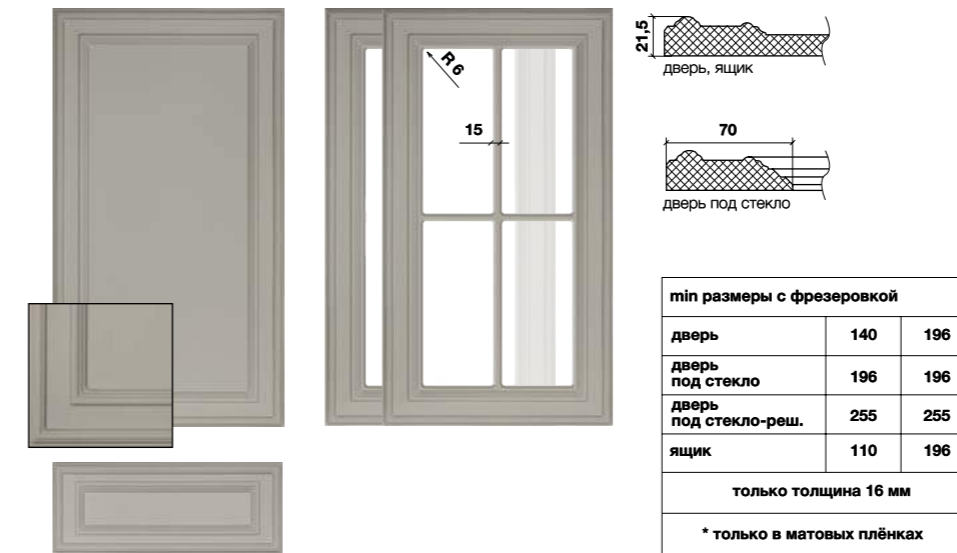 R 6
15
21,5
дверь, ящик
70
дверь под стекло
min размеры с фрезеровкой
дверь 140 196
дверь
под стекло 196 196
дверь
под стекло-реш. 255 255
ящик 110 196
только толщина 16 мм
* только в матовых плёнках